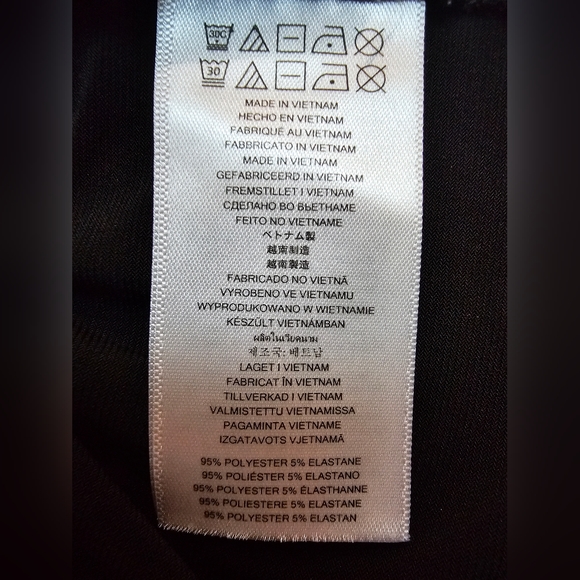 30C
30
MADE IN VIETNAM
HECHO EN VIETNAM
FABRIQUÉ AU VIETNAM
FABBRICATO IN VIETNAM
MADE IN VIETNAM
GEFABRICEERD IN VIETNAM
FREMSTILLET I VIETNAM
СДЕЛАНО ВО ВЬЕТНАМЕ
FEITO NO VIETNAME
ベトナム製
越南制造
越南製造
FABRICADO NO VIETNÃ
VYROBENO VE VIETNAMU
WYPRODUKOWANO W WIETNAMIE
KÉSZÜLT VIETNÁMBAN
ผลิตในเวียดนาม
제조국: 베트남
LAGET I VIETNAM
FABRICAT ÎN VIETNAM
TILLVERKAD I VIETNAM
VALMISTETTU VIETNAMISSA
PAGAMINTA VIETNAME
IZGATAVOTS VJETNAMĀ
95% POLYESTER 5% ELASTANE
95% POLIÉSTER 5% ELASTANO
95% POLYESTER 5% ÉLASTHANNE
95% POLIESTERE 5% ELASTANE
95% POLYESTER 5% ELASTAN